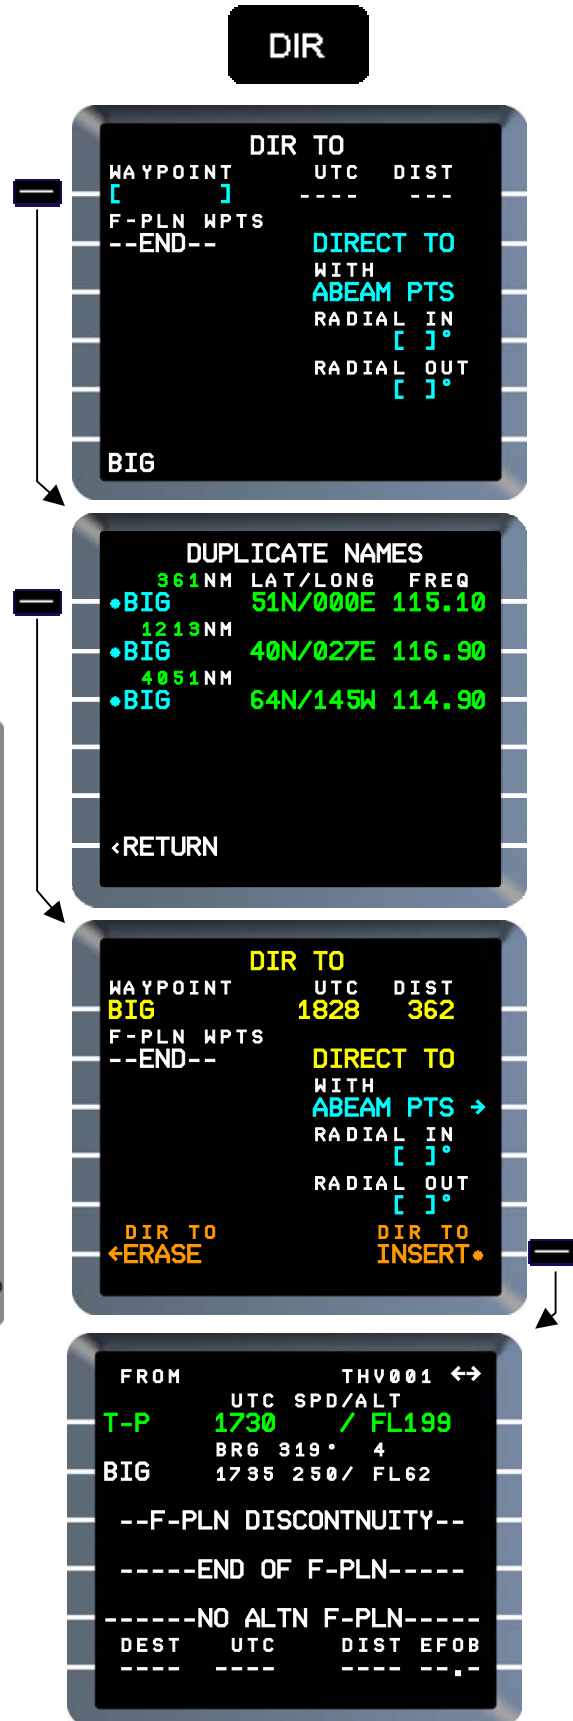 DIR
DIR TO
WAYPOINT UTC DIST
[ ] ---- ---
F-PLN WPTS
--END-- DIRECT TO
WITH
ABEAM PTS
RADIAL IN
[ ]°
RADIAL OUT
[ ]°
BIG
DUPLICATE NAMES
361NM LAT/LONG FREQ
*BIG 51N/000E 115.10
1213NM
*BIG 40N/027E 116.90
4051NM
*BIG 64N/145W 114.90
<RETURN
DIR TO
WAYPOINT UTC DIST
BIG 1828 362
F-PLN WPTS
--END-- DIRECT TO
WITH
ABEAM PTS →
RADIAL IN
[ ]°
RADIAL OUT
[ ]°
DIR TO DIR TO
←ERASE INSERT*
FROM THV001 ←→
UTC SPD/ALT
T-P 1730 / FL199
BRG 319° 4
BIG 1735 250/ FL62
--F-PLN DISCONTNUITY--
-----END OF F-PLN-----
------NO ALTN F-PLN-----
DEST UTC DIST EFOB
---- ---- ---- --.-